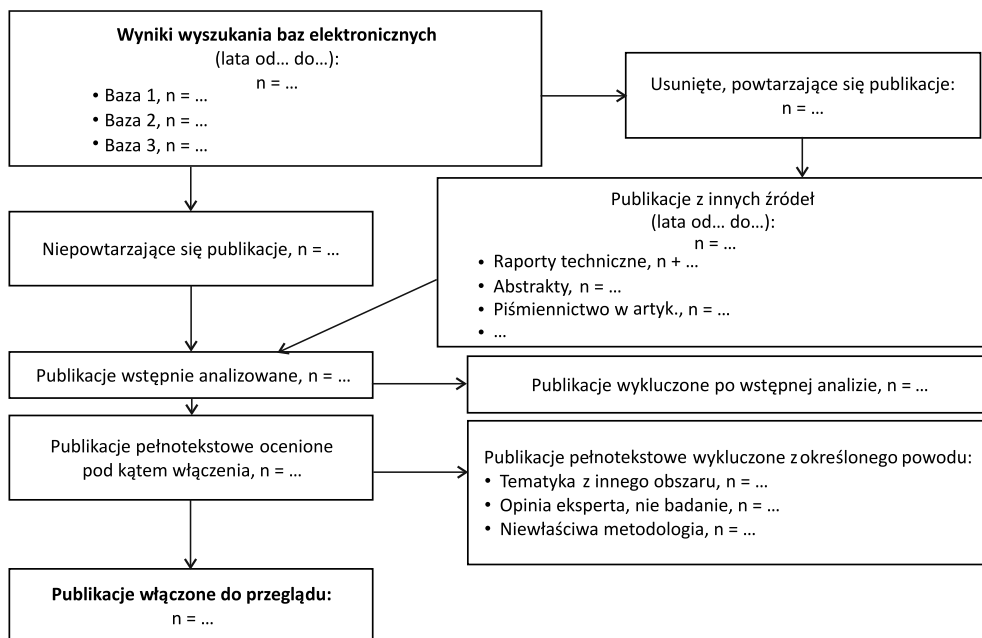 Wyniki wyszukania baz elektronicznych
(lata od... do...):
n = ...
• Baza 1, n = ...
• Baza 2, n = ...
• Baza 3, n = ...
Usunięte, powtarzające się publikacje:
n = ...
Niepowtarzające się publikacje, n = ...
Publikacje z innych źródeł
(lata od... do...):
n = ...
• Raporty techniczne, n + ...
• Abstrakty, n = ...
• Piśmiennictwo w artyk., n = ...
• ...
Publikacje wstępnie analizowane, n = ...
Publikacje wykluczone po wstępnej analizie, n = ...
Publikacje pełnotekstowe ocenione
pod kątem włączenia, n = ...
Publikacje pełnotekstowe wykluczone z określonego powodu:
• Tematyka z innego obszaru, n = ...
• Opinia eksperta, nie badanie, n = ...
• Niewłaściwa metodologia, n = ...
Publikacje włączone do przeglądu:
n = ...